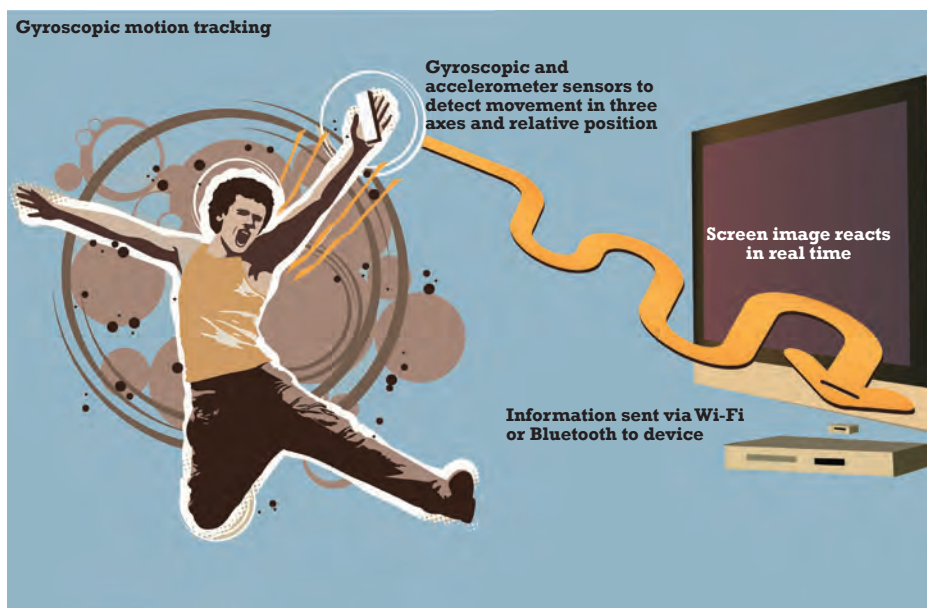 Gyroscopic motion tracking
Gyroscopic and
accelerometer sensors to
detect movement in three
axes and relative position
Screen image reacts
in real time
Information sent via Wi-Fi
or Bluetooth to device